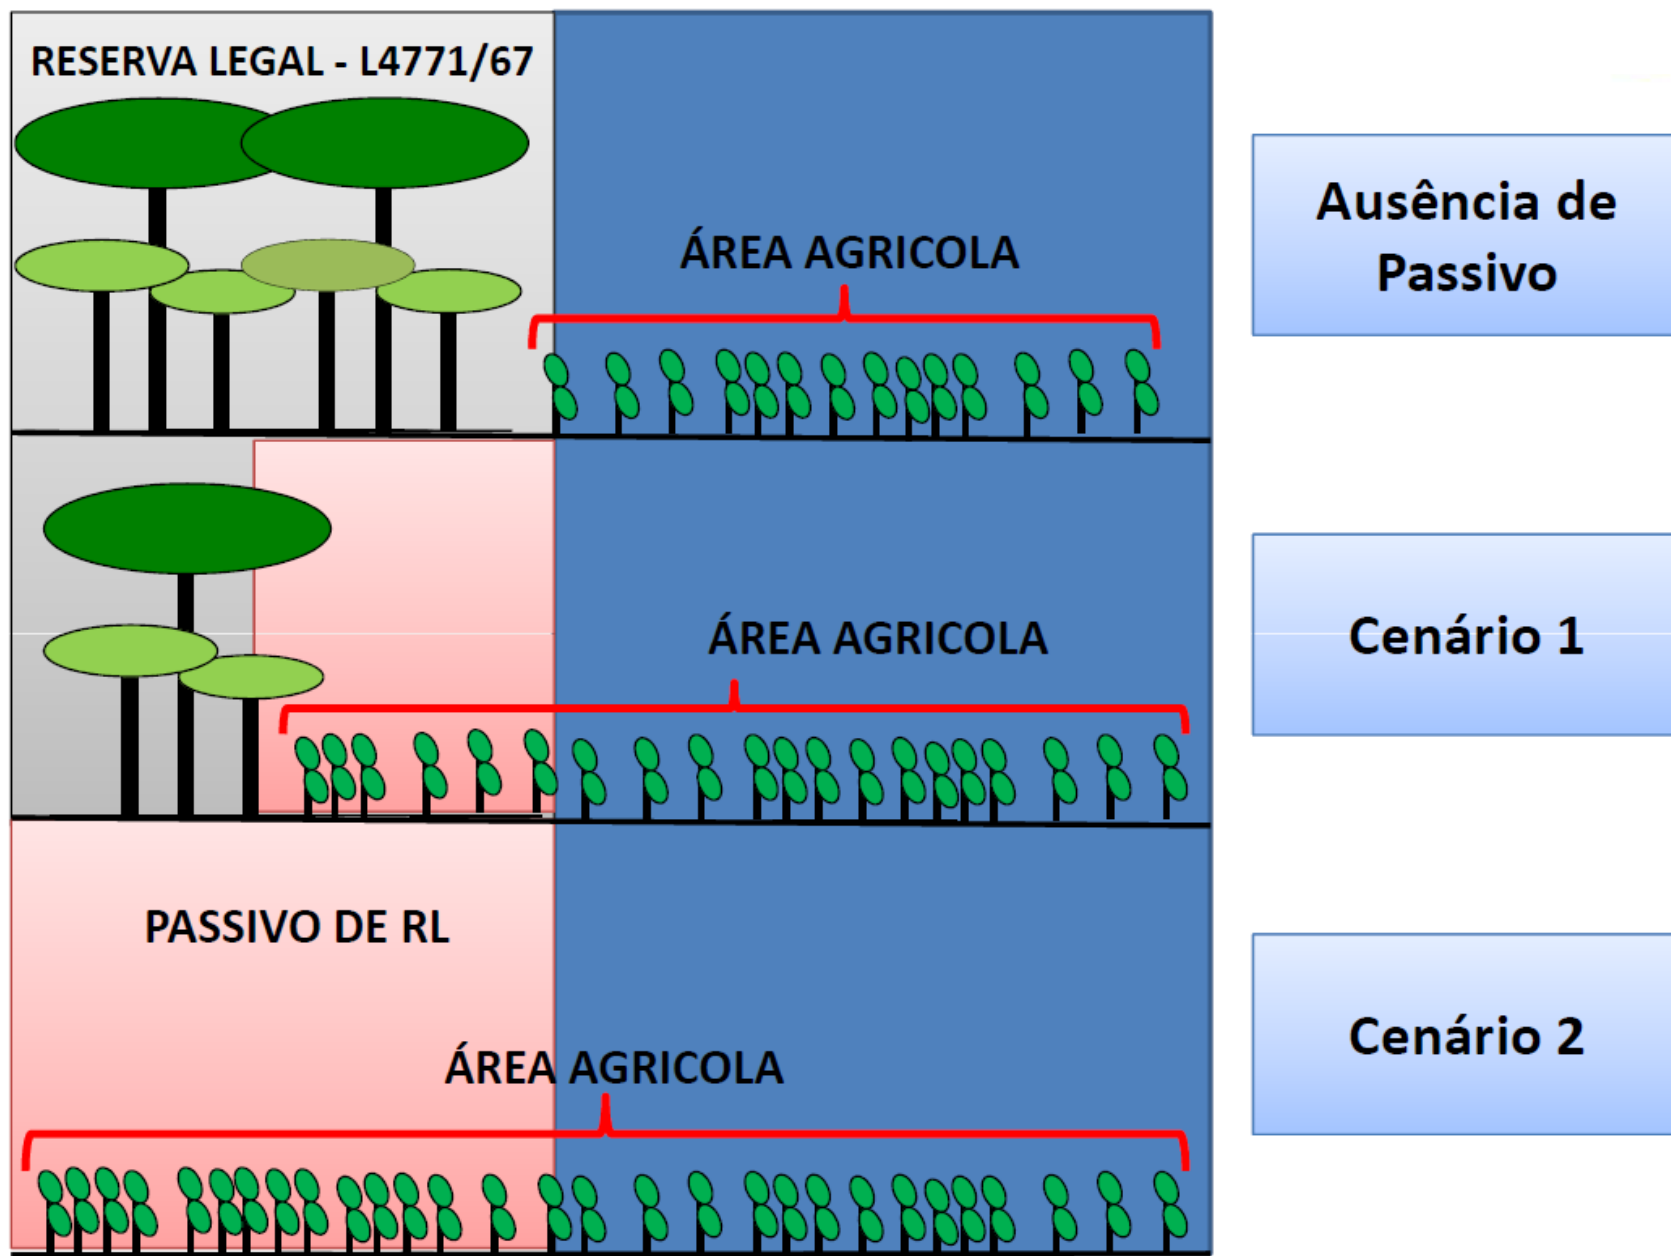 RESERVA LEGAL - L4771/67
ÁREA AGRICOLA
Ausência de
Passivo
ÁREA AGRICOLA
Cenário 1
PASSIVO DE RL
ÁREA AGRICOLA
Cenário 2